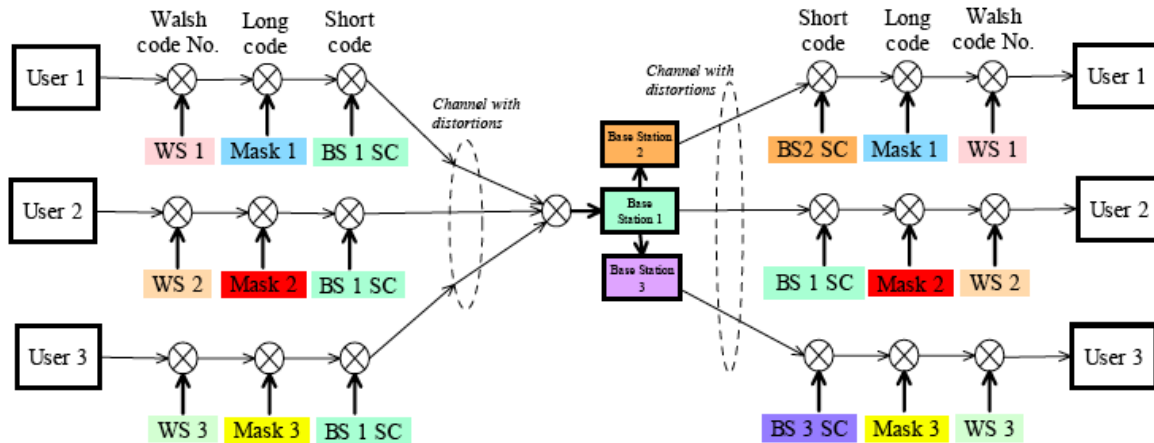 Walsh code No.
Long code
Short code
Short code
Long code
Walsh code No.
User 1
Channel with distortions
Channel with distortions
User 1
WS 1
Mask 1
BS 1 SC
Base Station 2
BS2 SC
Mask 1
WS 1
User 2
Base Station 1
User 2
WS 2
Mask 2
BS 1 SC
Base Station 3
BS 1 SC
Mask 2
WS 2
User 3
User 3
WS 3
Mask 3
BS 1 SC
BS 3 SC
Mask 3
WS 3